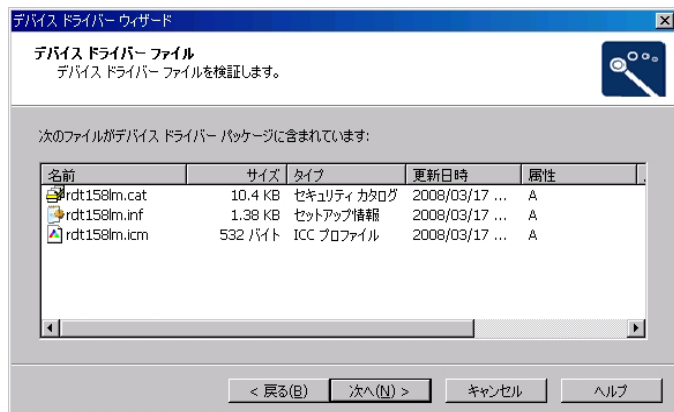 デバイス ドライバー ウィザード
デバイス ドライバー ファイル
デバイス ドライバー ファイルを検証します。
次のファイルがデバイス ドライバー パッケージに含まれています:
名前 サイズ タイプ 更新日時 属性
rdt158lm.cat 10.4 KB セキュリティ カタログ 2008/03/17 ... A
rdt158lm.inf 1.38 KB セットアップ情報 2008/03/17 ... A
rdt158lm.icm 532 バイト ICC プロファイル 2008/03/17 ... A
< 戻る(B) 次へ(N) > キャンセル ヘルプ